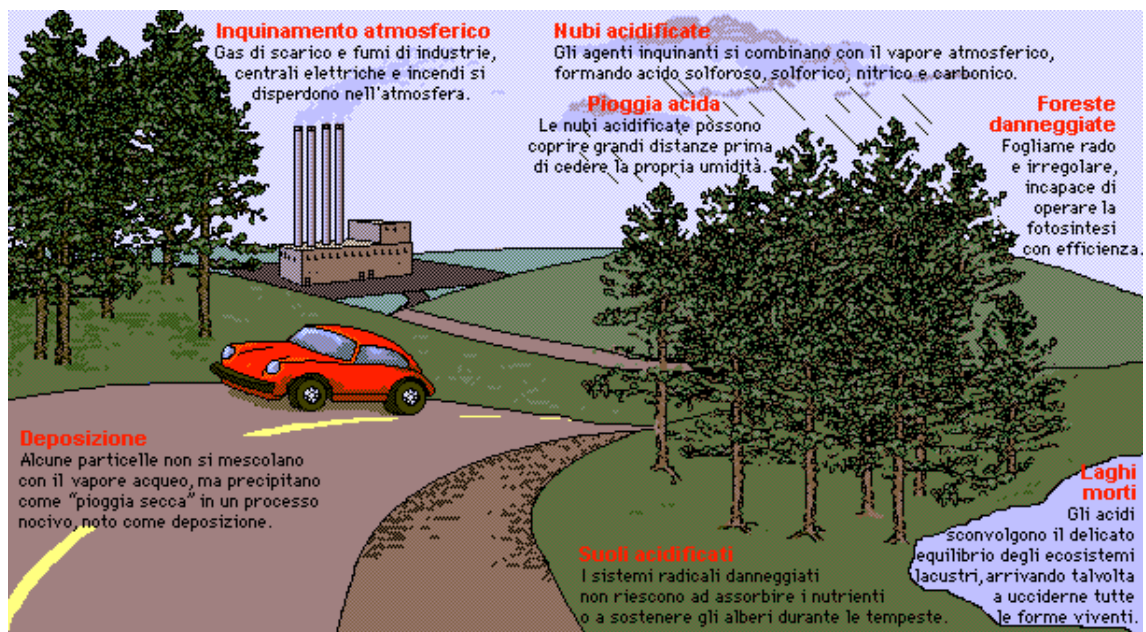 Inquinamento atmosferico
Gas di scarico e fumi di industrie,
centrali elettriche e incendi si
disperdono nell'atmosfera.
Nubi acidificate
Gli agenti inquinanti si combinano con il vapore atmosferico,
formando acido solforoso, solforico, nitrico e carbonico.
Pioggia acida
Le nubi acidificate possono
coprire grandi distanze prima
di cedere la propria umidità.
Foreste
danneggiate
Fogliame rado
e irregolare,
incapace di
operare la
fotosintesi
con efficienza.
Deposizione
Alcune particelle non si mescolano
con il vapore acqueo, ma precipitano
come "pioggia secca" in un processo
nocivo, noto come deposizione.
Suoli acidificati
I sistemi radicali danneggiati
non riescono ad assorbire i nutrienti
o a sostenere gli alberi durante le tempeste.
Laghi
morti
Gli acidi
sconvolgono il delicato
equilibrio degli ecosistemi
lacustri, arrivando talvolta
a ucciderne tutte
le forme viventi.